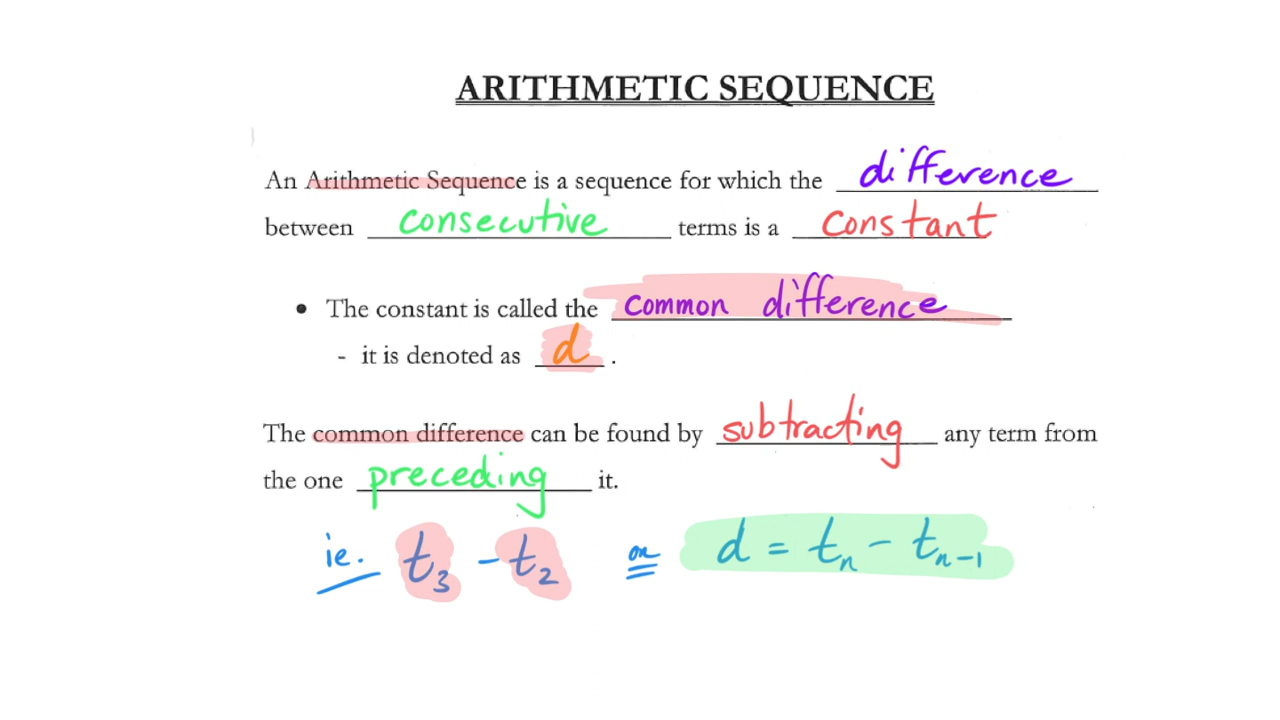 ARITHMETIC SEQUENCE
An Arithmetic Sequence is a sequence for which the difference
between consecutive terms is a constant
• The constant is called the common difference
- it is denoted as d .
The common difference can be found by subtracting any term from
the one preceding it.
ie. t₃ - t₂ or d = tₙ - tₙ₋₁